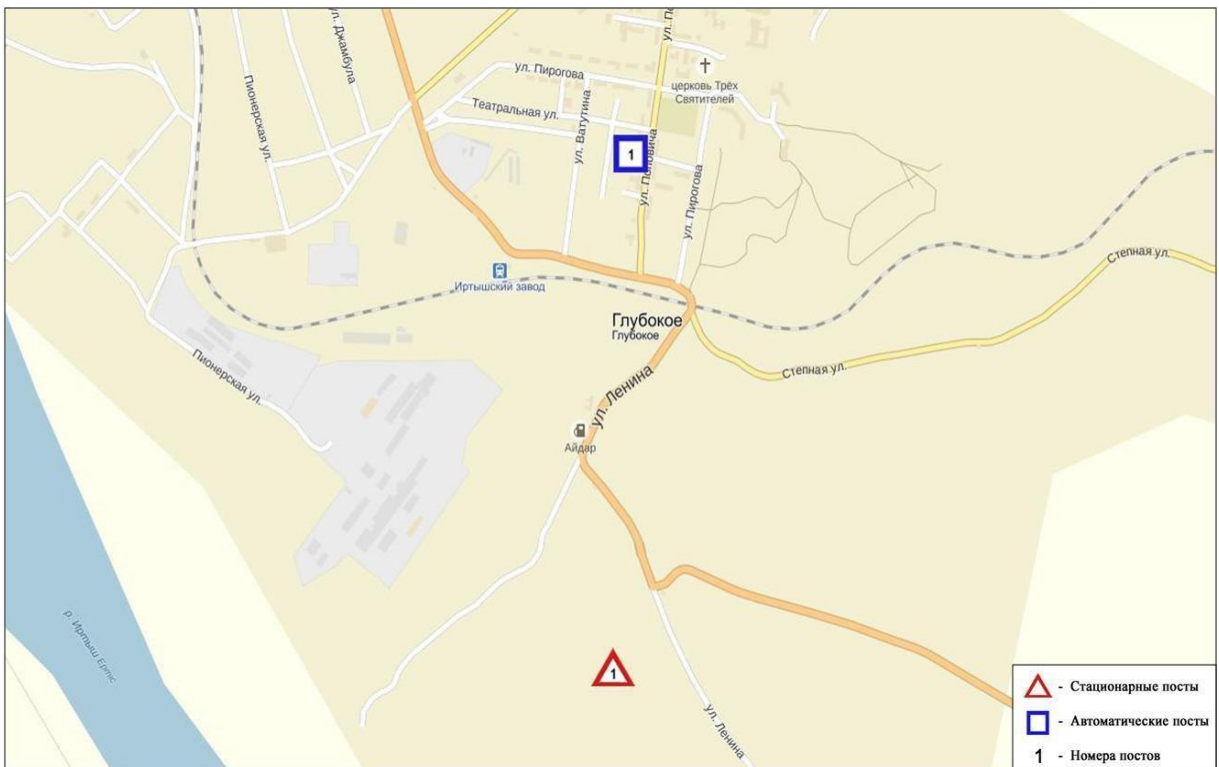 ул. Джамбула
ул. По
ул. Пирогова
церковь Трёх
Святителей
Пионерская ул.
Театральная ул.
ул. Ватутина
1
ул. Поповича
ул. Пирогова
Степная ул.
Иртышский завод
Глубокое
Глубокое
Пионерская ул.
Степная ул.
ул. Ленина
Айдар
р. Иртыш Ертіс
1
ул. Ленина
- Стационарные посты
- Автоматические посты
1 - Номера постов